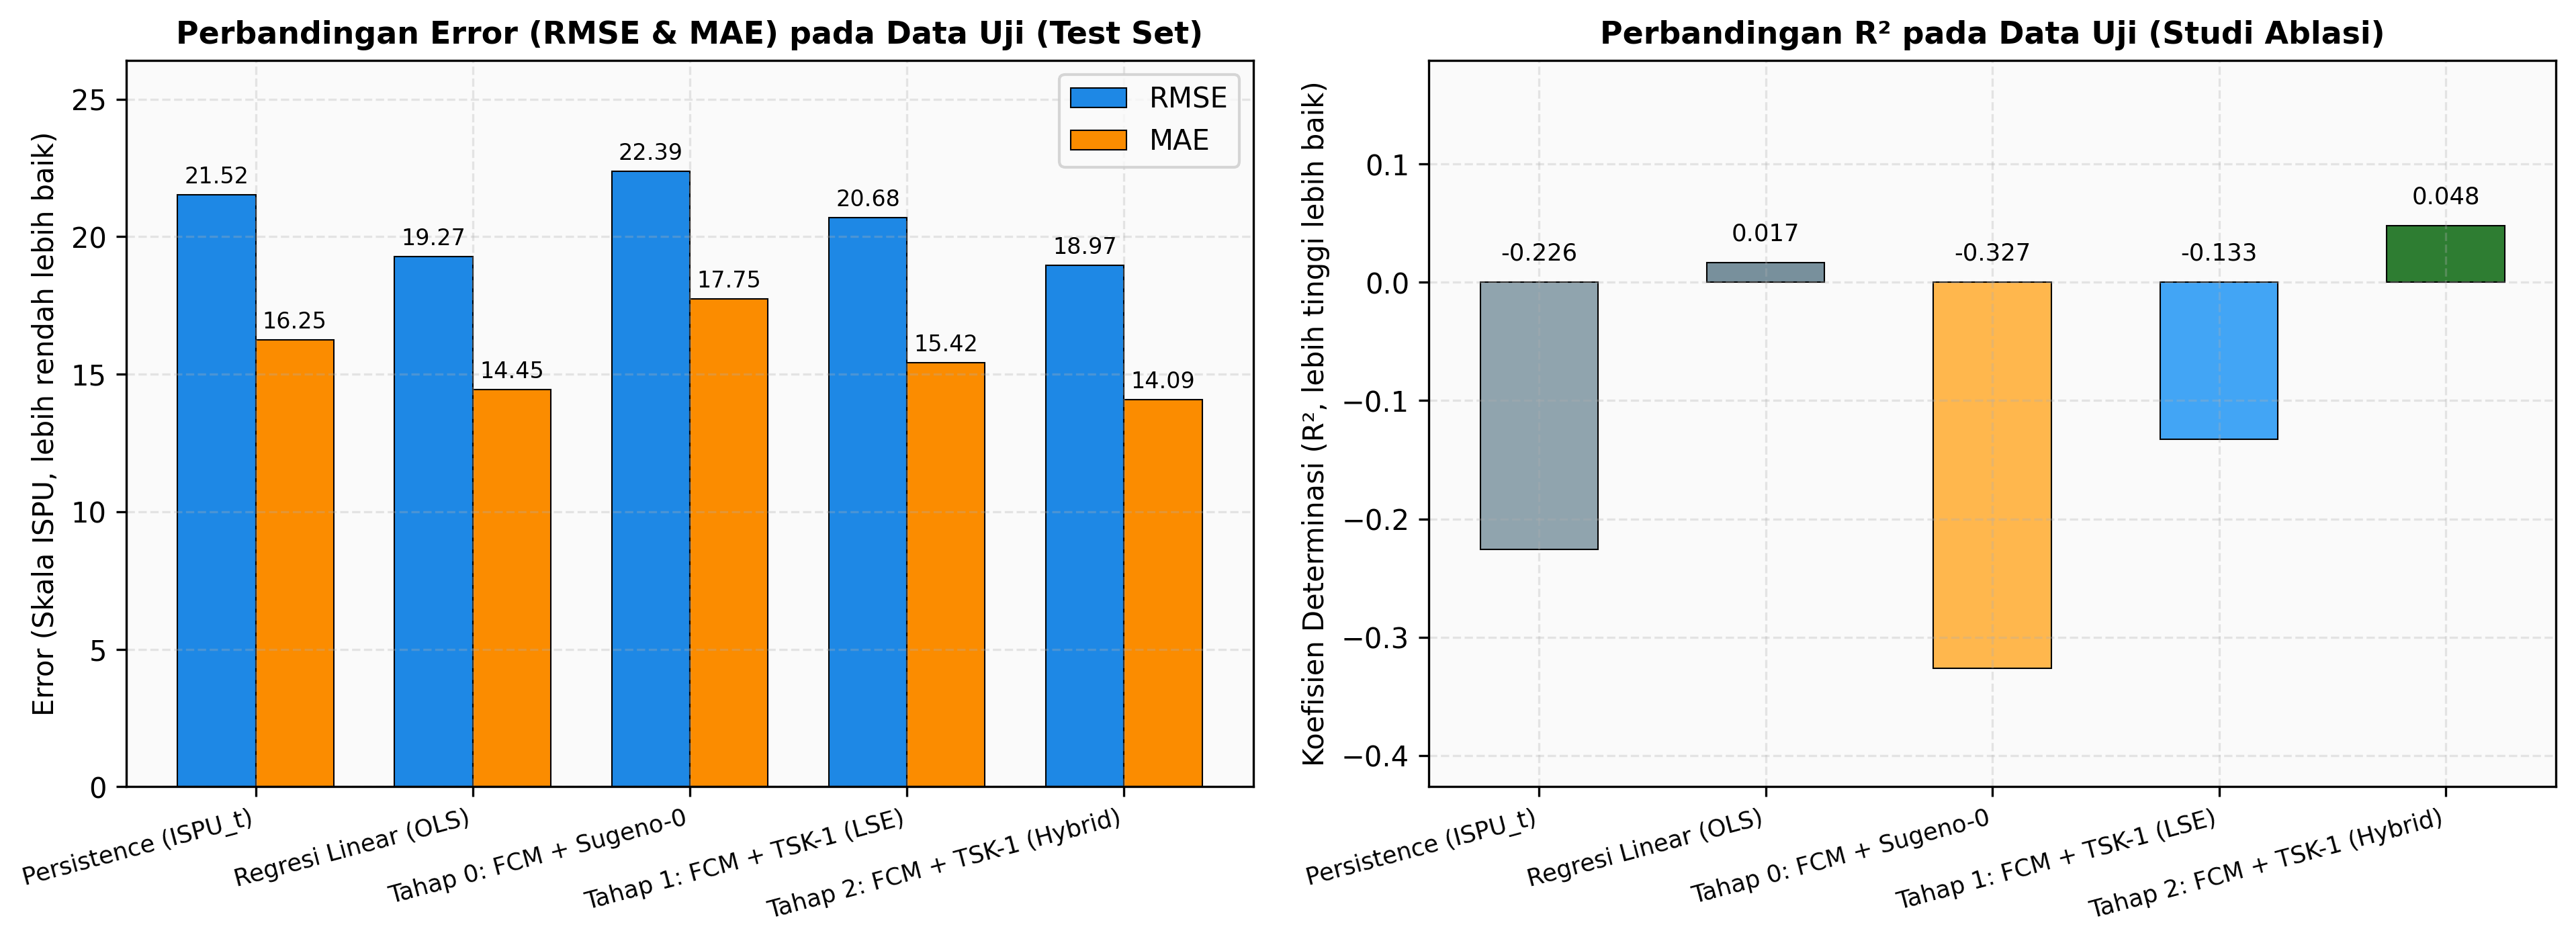 Perbandingan Error (RMSE & MAE) pada Data Uji (Test Set)
Error (Skala ISPU, lebih rendah lebih baik)
25
20
15
10
5
0
RMSE
MAE
21.52
16.25
19.27
14.45
22.39
17.75
20.68
15.42
18.97
14.09
Persistence (ISPU_t)
Regresi Linear (OLS)
Tahap 0: FCM + Sugeno-0
Tahap 1: FCM + TSK-1 (LSE)
Tahap 2: FCM + TSK-1 (Hybrid)
Perbandingan R² pada Data Uji (Studi Ablasi)
Koefisien Determinasi (R², lebih tinggi lebih baik)
0.1
0.0
−0.1
−0.2
−0.3
−0.4
-0.226
0.017
-0.327
-0.133
0.048
Persistence (ISPU_t)
Regresi Linear (OLS)
Tahap 0: FCM + Sugeno-0
Tahap 1: FCM + TSK-1 (LSE)
Tahap 2: FCM + TSK-1 (Hybrid)